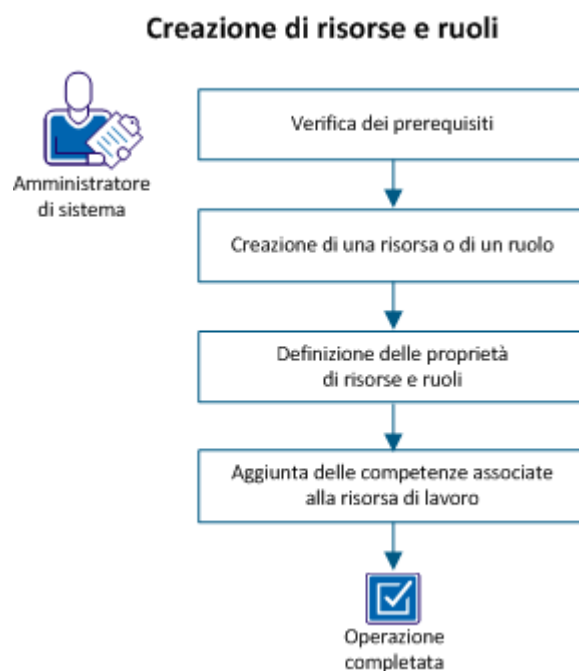 Creazione di risorse e ruoli
Amministratore
di sistema
Verifica dei prerequisiti
Creazione di una risorsa o di un ruolo
Definizione delle proprietà
di risorse e ruoli
Aggiunta delle competenze associate
alla risorsa di lavoro
Operazione
completata